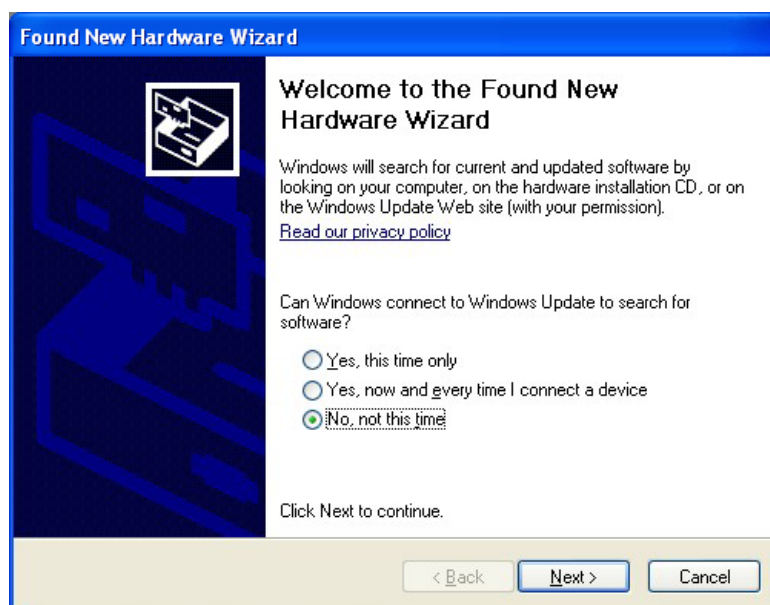 Found New Hardware Wizard
Welcome to the Found New
Hardware Wizard
Windows will search for current and updated software by
looking on your computer, on the hardware installation CD, or on
the Windows Update Web site (with your permission).
Read our privacy policy
Can Windows connect to Windows Update to search for
software?
Yes, this time only
Yes, now and every time I connect a device
No, not this time
Click Next to continue.
< Back Next > Cancel